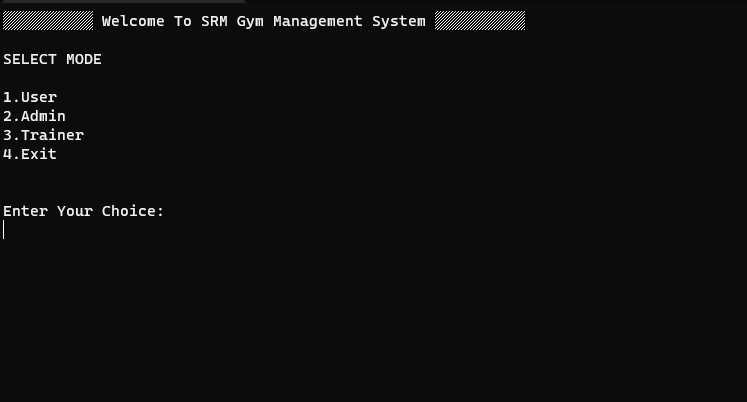 ▒▒▒▒▒▒▒▒▒▒ Welcome To SRM Gym Management System ▒▒▒▒▒▒▒▒▒▒
SELECT MODE
1.User
2.Admin
3.Trainer
4.Exit
Enter Your Choice: